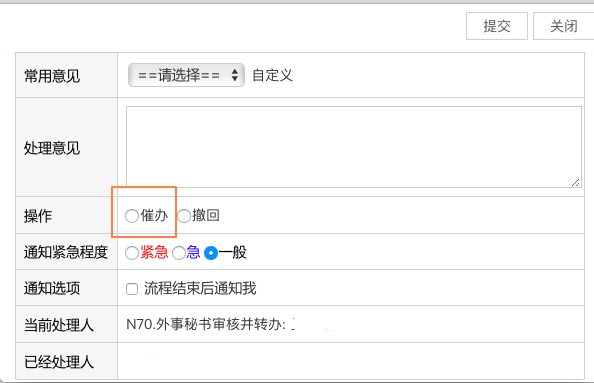 提交 关闭
常用意见 ==请选择== 自定义
处理意见
操作 催办 撤回
通知紧急程度 紧急 急 一般
通知选项 流程结束后通知我
当前处理人 N70.外事秘书审核并转办:
已经处理人